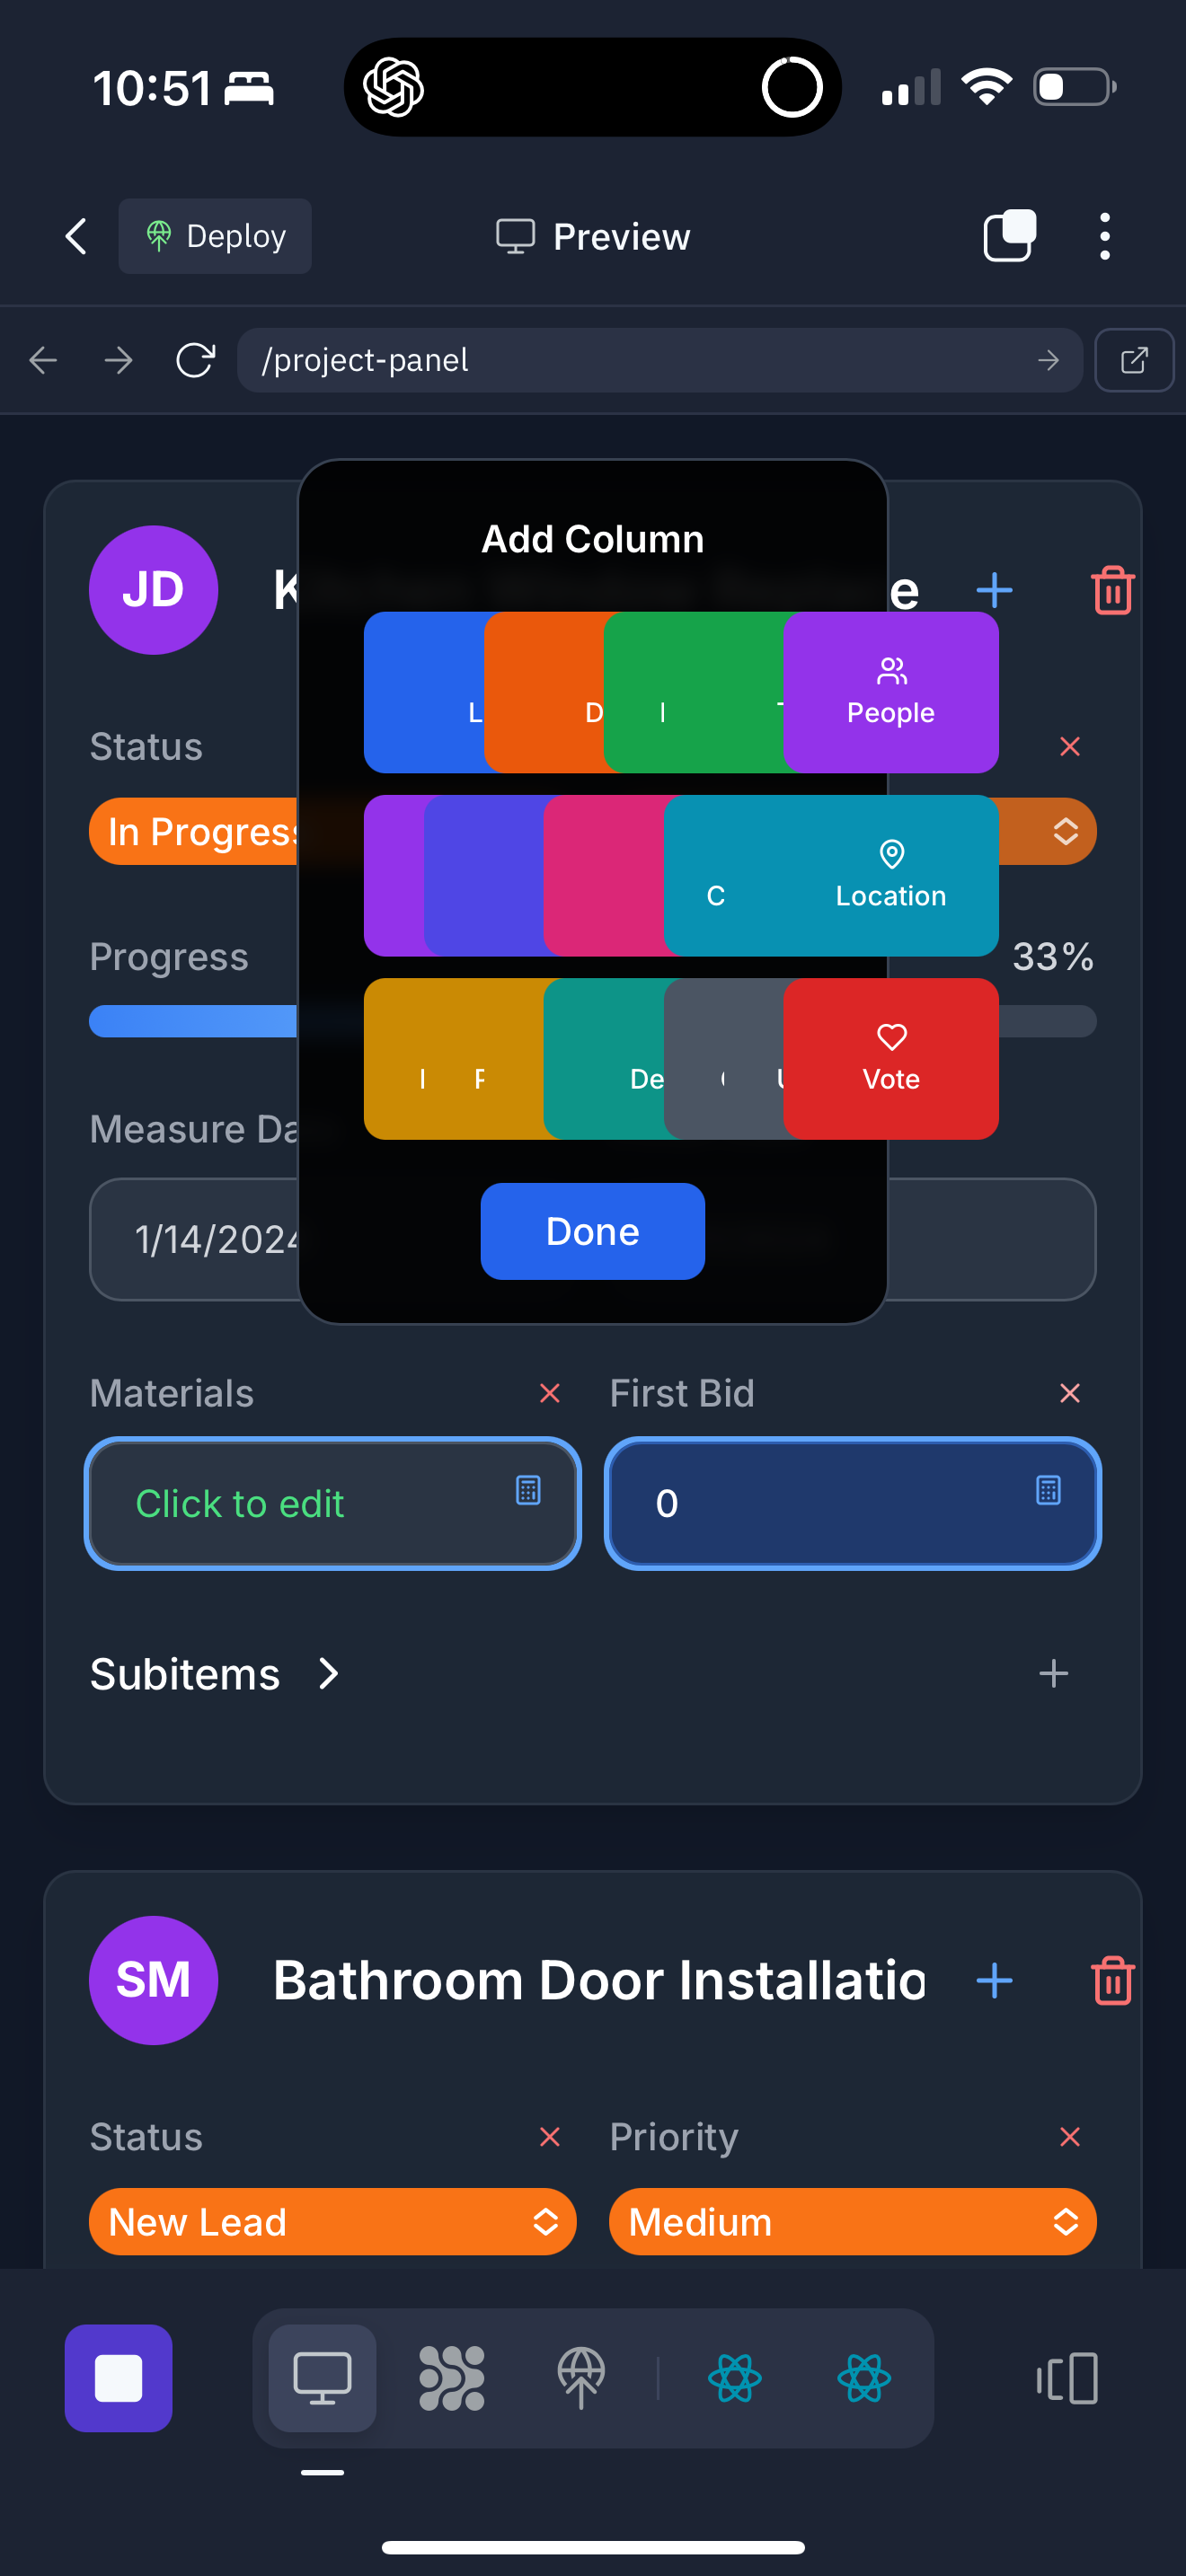 10:51
Deploy
Preview
/project-panel
Add Column
JD
K
e
L
D
People
Status
In Progress
C
Location
Progress
33%
P
De
Vote
Measure Da
1/14/2024
Done
Materials
First Bid
Click to edit
0
Subitems
SM
Bathroom Door Installatio
Status
Priority
New Lead
Medium